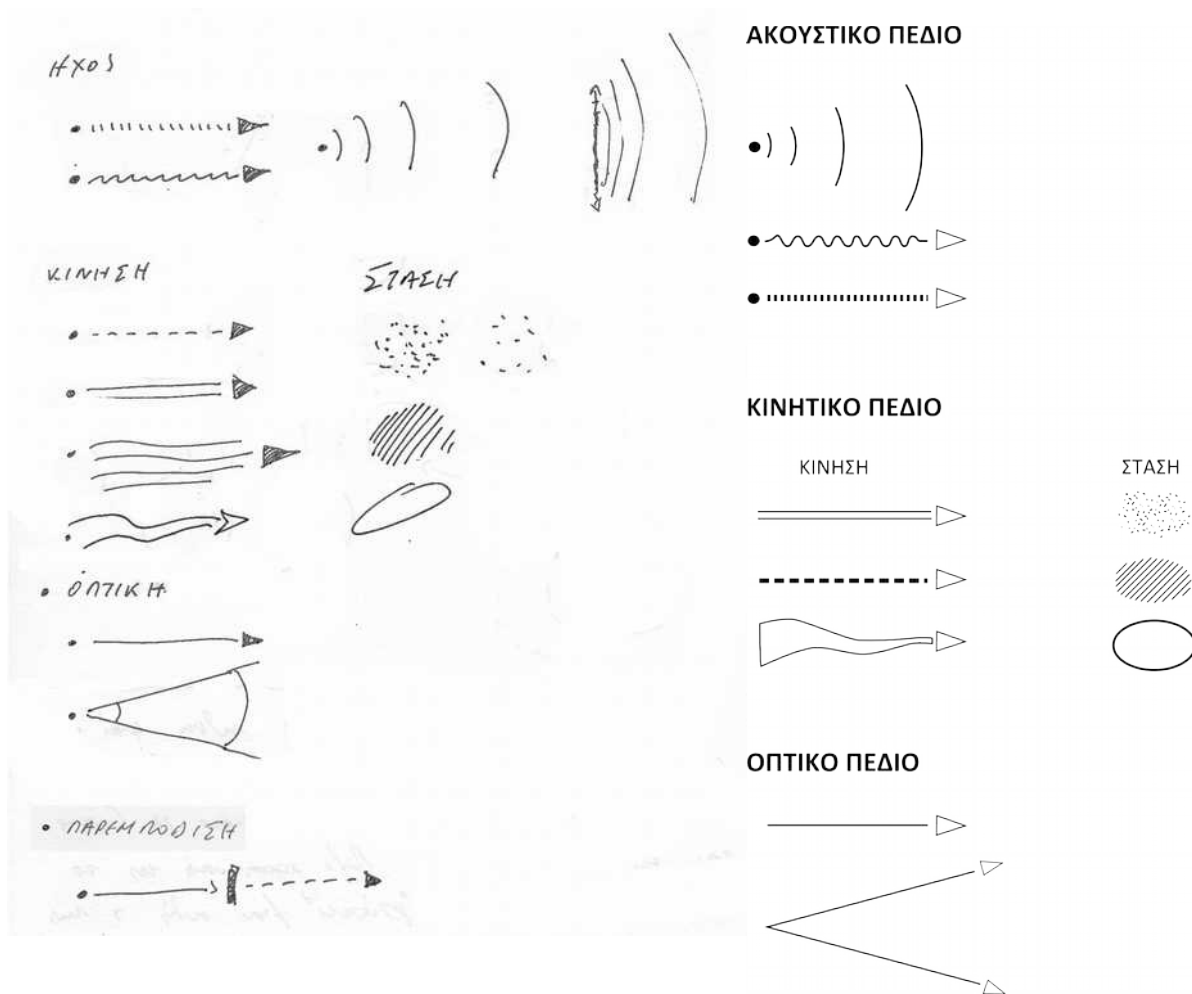 ΗΧΟΣ
ΚΙΝΗΣΗ
ΣΤΑΣΗ
• ΟΠΤΙΚΗ
• ΠΑΡΕΜΠΟΔΙΣΗ
ΑΚΟΥΣΤΙΚΟ ΠΕΔΙΟ
ΚΙΝΗΤΙΚΟ ΠΕΔΙΟ
ΚΙΝΗΣΗ
ΣΤΑΣΗ
ΟΠΤΙΚΟ ΠΕΔΙΟ